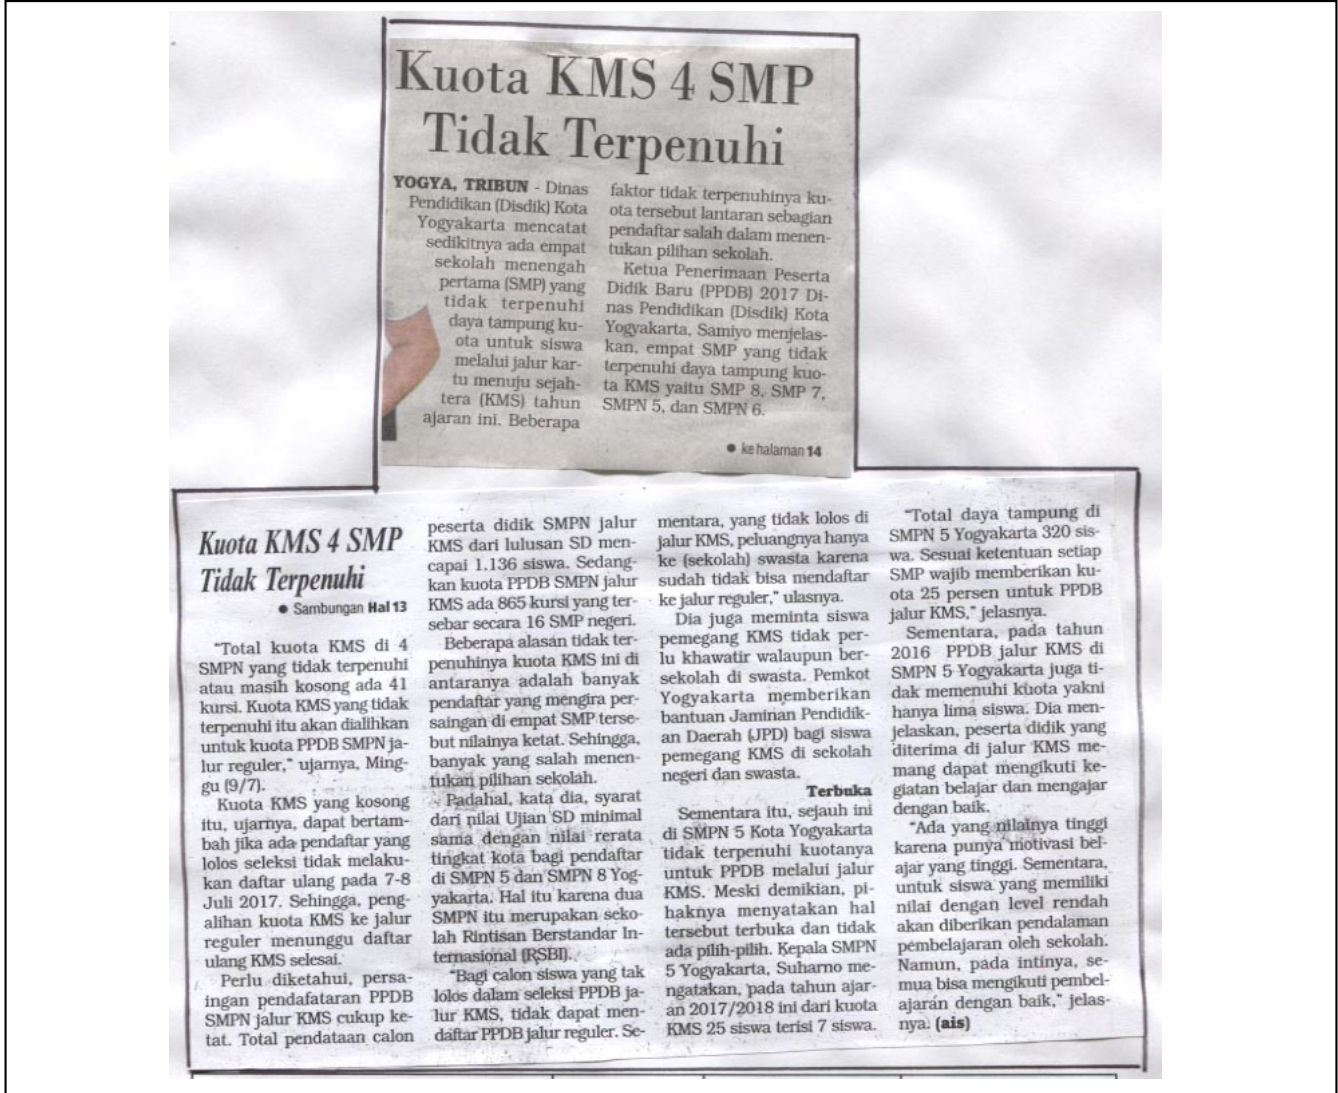 Kuota KMS 4 SMP
Tidak Terpenuhi
YOGYA, TRIBUN - Dinas
Pendidikan (Disdik) Kota
Yogyakarta mencatat
sedikitnya ada empat
sekolah menengah
pertama (SMP) yang
tidak terpenuhi
daya tampung ku-
ota untuk siswa
melalui jalur kar-
tu menuju sejah-
tera (KMS) tahun
ajaran ini. Beberapa
faktor tidak terpenuhinya ku-
ota tersebut lantaran sebagian
pendaftar salah dalam menen-
tukan pilihan sekolah.
Ketua Penerimaan Peserta
Didik Baru (PPDB) 2017 Di-
nas Pendidikan (Disdik) Kota
Yogyakarta, Samiyo menjelas-
kan, empat SMP yang tidak
terpenuhi daya tampung kuo-
ta KMS yaitu SMP 8, SMP 7,
SMPN 5, dan SMPN 6.
● ke halaman 14
Kuota KMS 4 SMP
Tidak Terpenuhi
● Sambungan Hal 13
"Total kuota KMS di 4
SMPN yang tidak terpenuhi
atau masih kosong ada 41
kursi. Kuota KMS yang tidak
terpenuhi itu akan dialihkan
untuk kuota PPDB SMPN ja-
lur reguler," ujarnya, Ming-
gu (9/7).
Kuota KMS yang kosong
itu, ujarnya, dapat bertam-
bah jika ada pendaftar yang
lolos seleksi tidak melaku-
kan daftar ulang pada 7-8
Juli 2017. Sehingga, peng-
alihan kuota KMS ke jalur
reguler menunggu daftar
ulang KMS selesai.
Perlu diketahui, persa-
ingan pendafataran PPDB
SMPN jalur KMS cukup ke-
tat. Total pendataan calon
peserta didik SMPN jalur
KMS dari lulusan SD men-
capai 1.136 siswa. Sedang-
kan kuota PPDB SMPN jalur
KMS ada 865 kursi yang ter-
sebar secara 16 SMP negeri.
Beberapa alasan tidak ter-
penuhinya kuota KMS ini di
antaranya adalah banyak
pendaftar yang mengira per-
saingan di empat SMP terse-
but nilainya ketat. Sehingga,
banyak yang salah menen-
tukan pilihan sekolah.
Padahal, kata dia, syarat
dari nilai Ujian SD minimal
sama dengan nilai rerata
tingkat kota bagi pendaftar
di SMPN 5 dan SMPN 8 Yog-
yakarta. Hal itu karena dua
SMPN itu merupakan seko-
lah Rintisan Berstandar In-
ternasional (RSBI).
"Bagi calon siswa yang tak
lolos dalam seleksi PPDB ja-
lur KMS, tidak dapat men-
daftar PPDB jalur reguler. Se-
mentara, yang tidak lolos di
jalur KMS, peluangnya hanya
ke (sekolah) swasta karena
sudah tidak bisa mendaftar
ke jalur reguler," ulasnya.
Dia juga meminta siswa
pemegang KMS tidak per-
lu khawatir walaupun ber-
sekolah di swasta. Pemkot
Yogyakarta memberikan
bantuan Jaminan Pendidik-
an Daerah (JPD) bagi siswa
pemegang KMS di sekolah
negeri dan swasta.
Terbuka
Sementara itu, sejauh ini
di SMPN 5 Kota Yogyakarta
tidak terpenuhi kuotanya
untuk PPDB melalui jalur
KMS. Meski demikian, pi-
haknya menyatakan hal
tersebut terbuka dan tidak
ada pilih-pilih. Kepala SMPN
5 Yogyakarta, Suharno me-
ngatakan, pada tahun ajar-
an 2017/2018 ini dari kuota
KMS 25 siswa terisi 7 siswa.
"Total daya tampung di
SMPN 5 Yogyakarta 320 sis-
wa. Sesuai ketentuan setiap
SMP wajib memberikan ku-
ota 25 persen untuk PPDB
jalur KMS," jelasnya.
Sementara, pada tahun
2016 PPDB jalur KMS di
SMPN 5 Yogyakarta juga ti-
dak memenuhi kuota yakni
hanya lima siswa. Dia men-
jelaskan, peserta didik yang
diterima di jalur KMS me-
mang dapat mengikuti ke-
giatan belajar dan mengajar
dengan baik.
"Ada yang nilainya tinggi
karena punya motivasi bel-
ajar yang tinggi. Sementara,
untuk siswa yang memiliki
nilai dengan level rendah
akan diberikan pendalaman
pembelajaran oleh sekolah.
Namun, pada intinya, se-
mua bisa mengikuti pembel-
ajaran dengan baik," jelas-
nya. (ais)